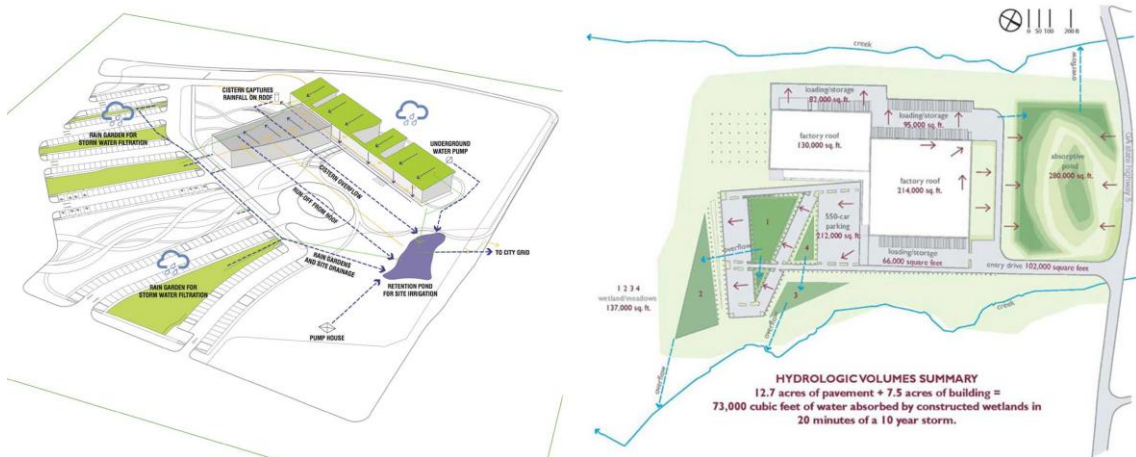 CISTERN CAPTURES
RAINFALL ON ROOF
RAIN GARDEN FOR
STORM WATER FILTRATION
UNDERGROUND
WATER PUMP
CISTERN OVERFLOW
RUN-OFF FROM ROOF
RAIN GARDENS
AND SITE DRAINAGE
TO CITY GRID
RETENTION POND
FOR SITE IRRIGATION
RAIN GARDEN FOR
STORM WATER FILTRATION
PUMP HOUSE
0 50 100 200 ft
creek
overflow
loading/storage
82,000 sq. ft.
loading/storage
95,000 sq. ft.
factory roof
130,000 sq. ft.
factory roof
214,000 sq. ft.
absorptive
pond
280,000 sq. ft.
highway 5
1
550-car
parking
212,000 sq. ft.
4
overflow
loading/storage
66,000 square feet
entry drive 102,000 square feet
1 2 3 4
wetland/meadow
137,000 sq. ft.
2
3
creek
overflow
overflow
HYDROLOGIC VOLUMES SUMMARY
12.7 acres of pavement + 7.5 acres of building =
73,000 cubic feet of water absorbed by constructed wetlands in
20 minutes of a 10 year storm.